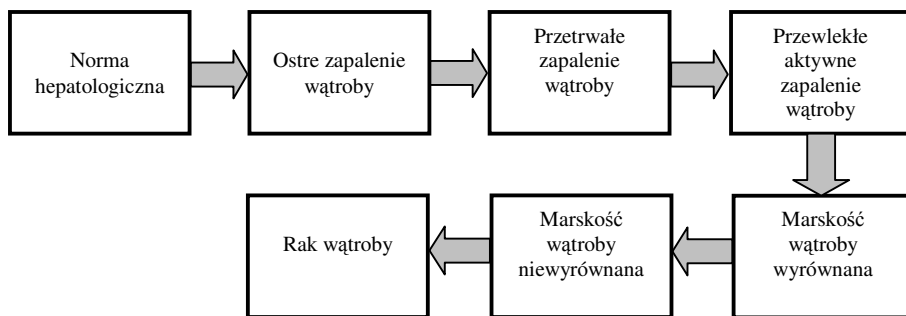 Norma
hepatologiczna
Ostre zapalenie
wątroby
Przetrwałe
zapalenie
wątroby
Przewlekłe
aktywne
zapalenie
wątroby
Marskość
wątroby
wyrównana
Marskość
wątroby
niewyrównana
Rak wątroby